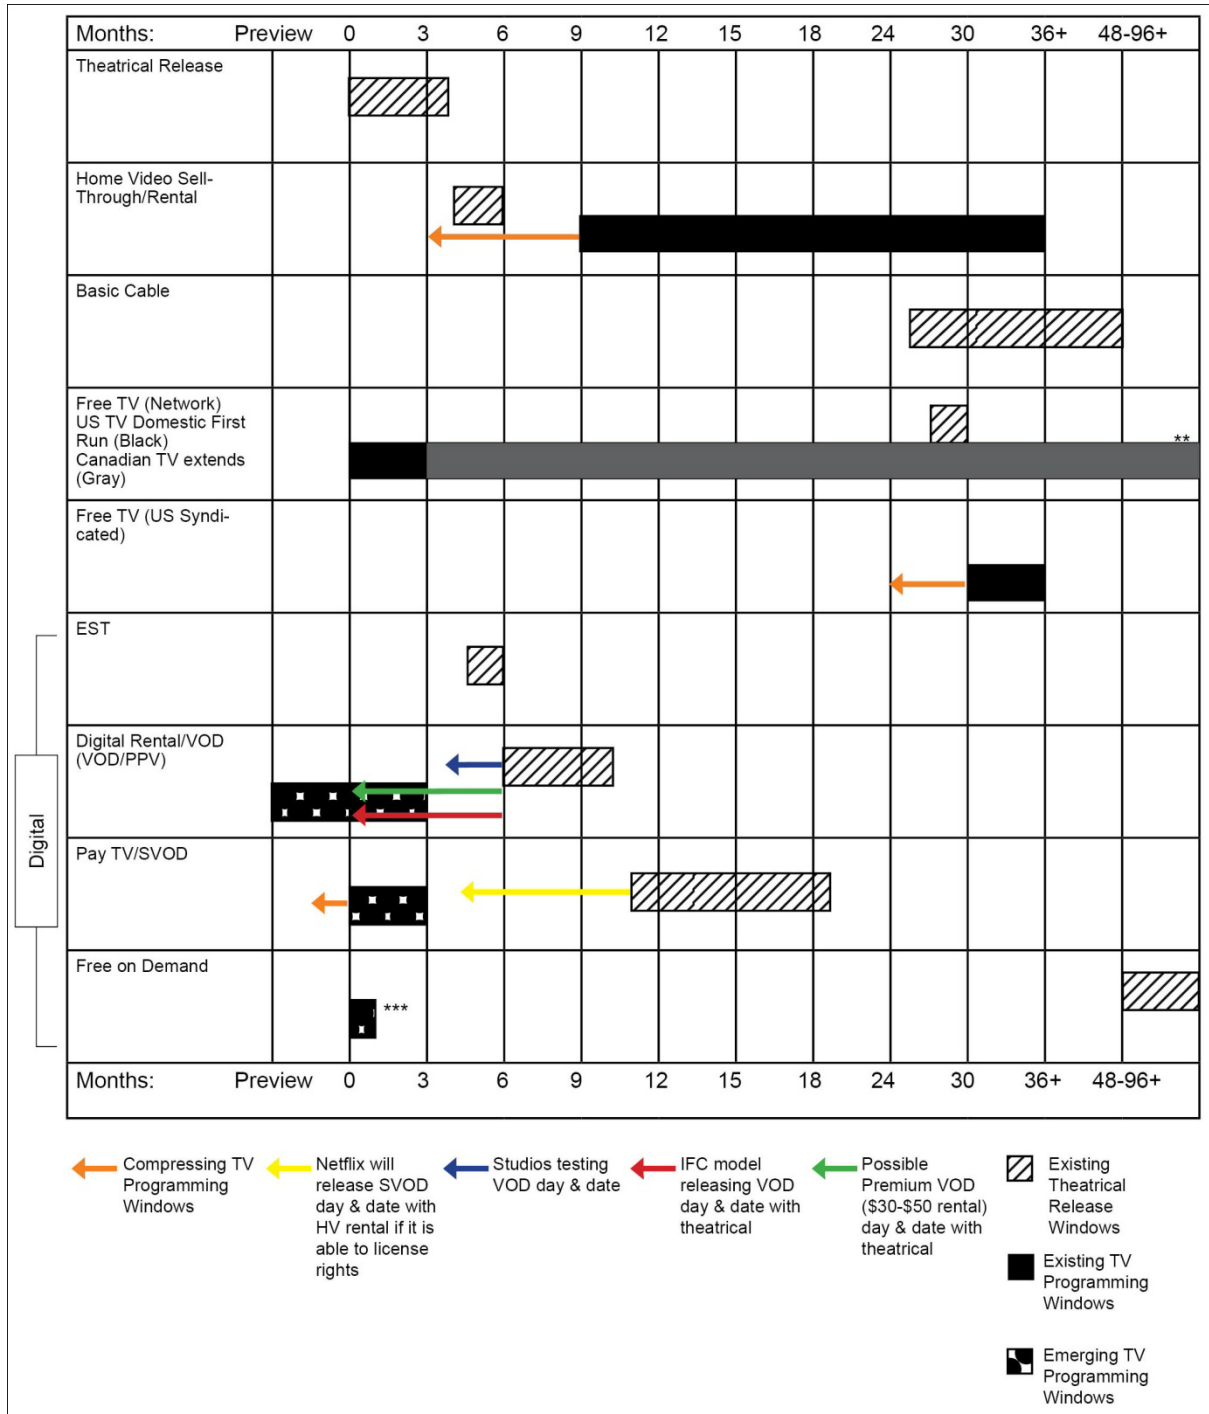 Months: Preview 0 3 6 9 12 15 18 24 30 36+ 48-96+
Theatrical Release
Home Video Sell-
Through/Rental
Basic Cable
Free TV (Network)
US TV Domestic First
Run (Black)
Canadian TV extends
(Gray)
**
Free TV (US Syndi-
cated)
EST
Digital
Digital Rental/VOD
(VOD/PPV)
Pay TV/SVOD
Free on Demand
***
Months: Preview 0 3 6 9 12 15 18 24 30 36+ 48-96+
Compressing TV
Programming
Windows
Netflix will
release SVOD
day & date with
HV rental if it is
able to license
rights
Studios testing
VOD day & date
IFC model
releasing VOD
day & date with
theatrical
Possible
Premium VOD
($30-$50 rental)
day & date with
theatrical
Existing
Theatrical
Release
Windows
Existing TV
Programming
Windows
Emerging TV
Programming
Windows